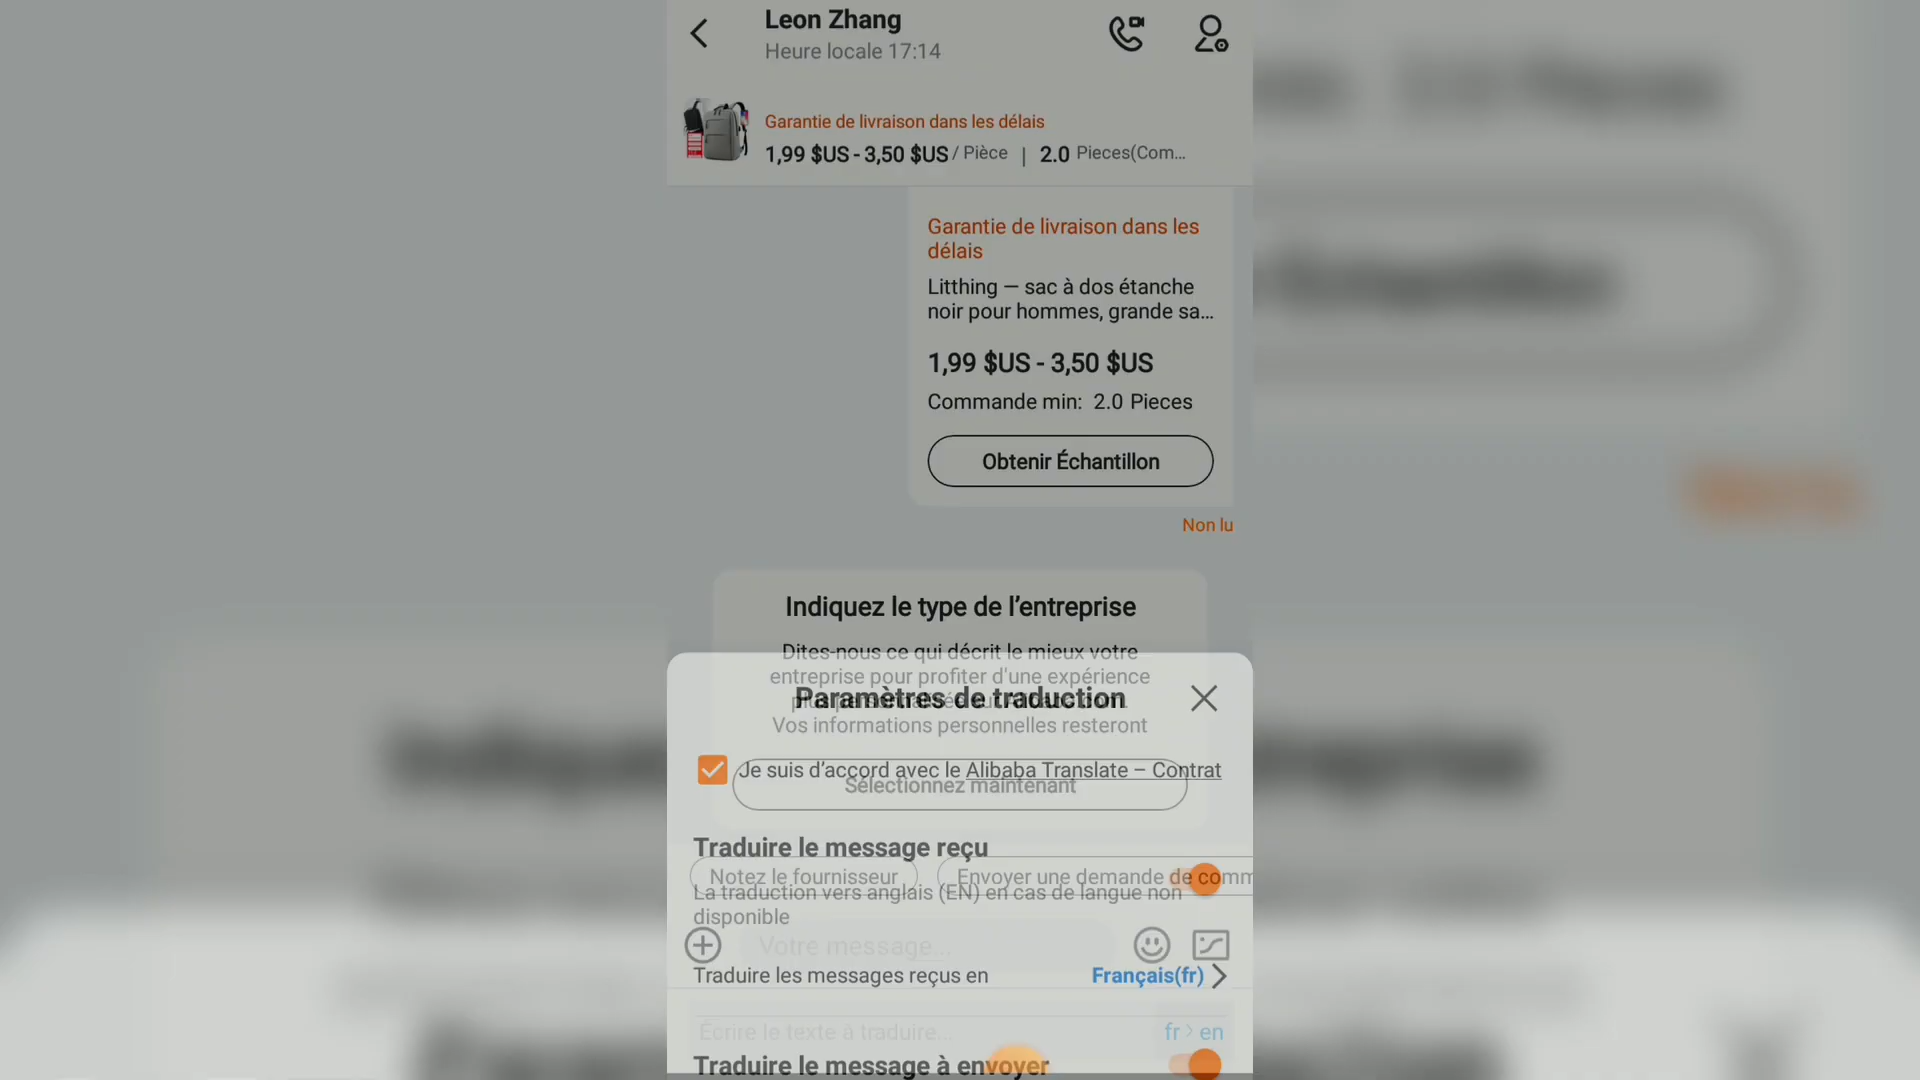 Leon Zhang
Heure locale 17:14
Garantie de livraison dans les délais
1,99 $US - 3,50 $US / Pièce | 2.0 Pieces(Com...
Garantie de livraison dans les
délais
Litthing — sac à dos étanche
noir pour hommes, grande sa...
1,99 $US - 3,50 $US
Commande min: 2.0 Pieces
Obtenir Échantillon
Non lu
Indiquez le type de l’entreprise
Dites-nous ce qui décrit le mieux votre
entreprise pour profiter d'une expérience
Paramètres de traduction
Vos informations personnelles resteront
Je suis d’accord avec le Alibaba Translate – Contrat
Sélectionnez maintenant
Traduire le message reçu
Notez le fournisseur
Envoyer une demande de comm
La traduction vers anglais (EN) en cas de langue non
disponible
Votre message...
Traduire les messages reçus en
Français(fr)
Écrire le texte à traduire...
fr > en
Traduire le message à envoyer